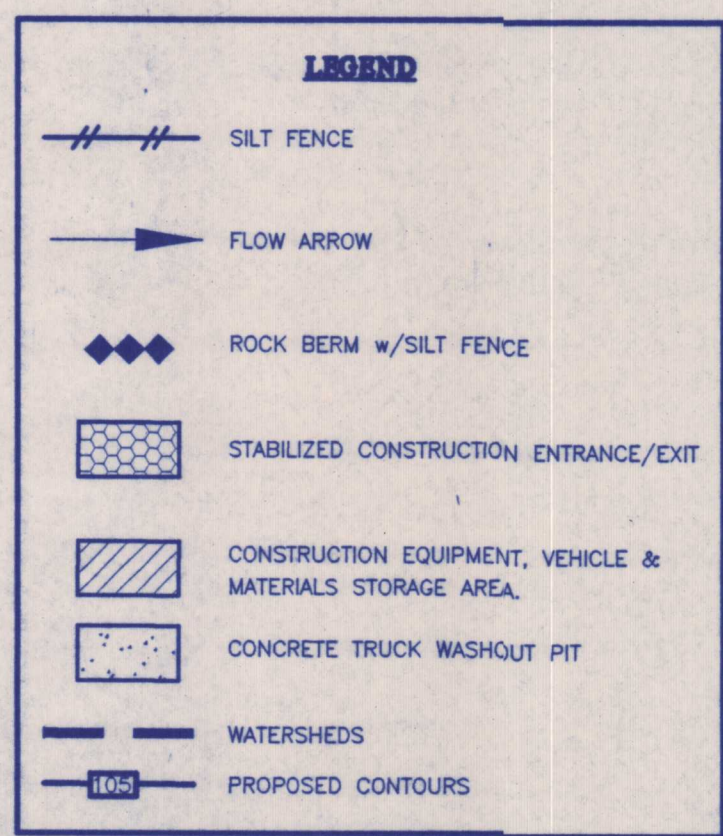 LEGEND
SILT FENCE
FLOW ARROW
ROCK BERM w/SILT FENCE
STABILIZED CONSTRUCTION ENTRANCE/EXIT
CONSTRUCTION EQUIPMENT, VEHICLE &
MATERIALS STORAGE AREA.
CONCRETE TRUCK WASHOUT PIT
WATERSHEDS
105 PROPOSED CONTOURS